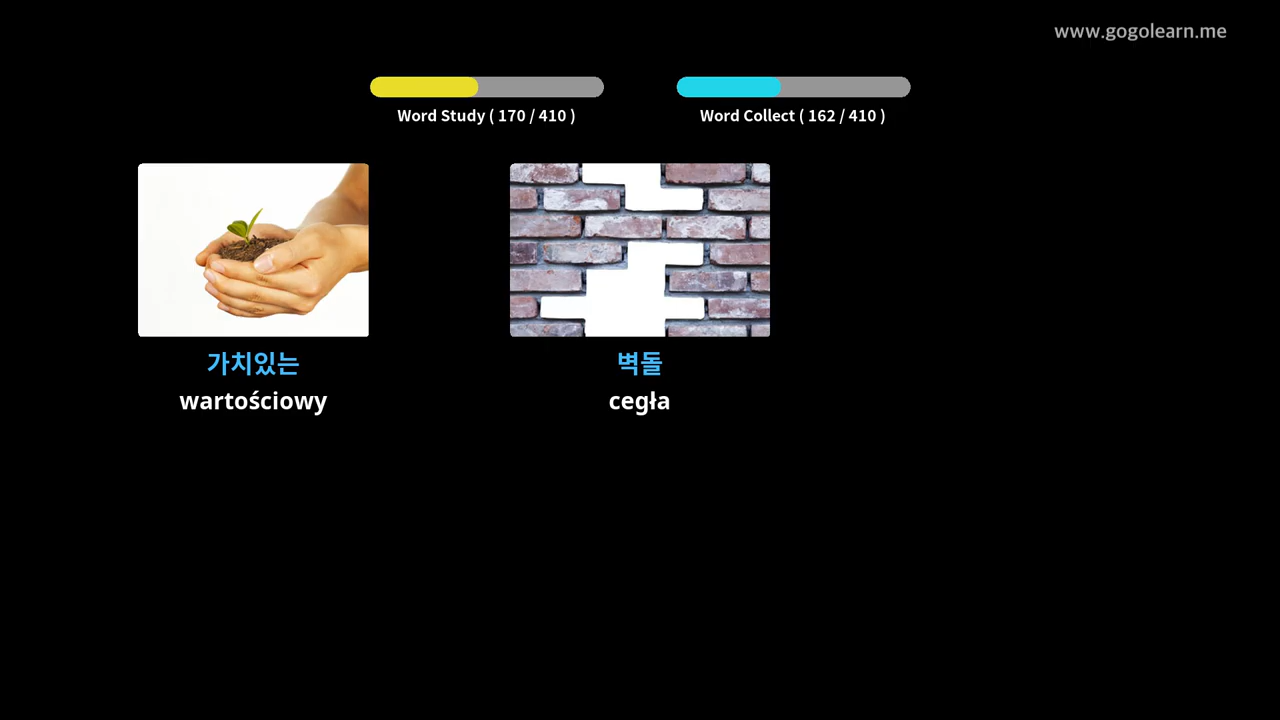 www.gogolearn.me
Word Study ( 170 / 410 )
Word Collect ( 162 / 410 )
가치있는
wartościowy
벽돌
cegła